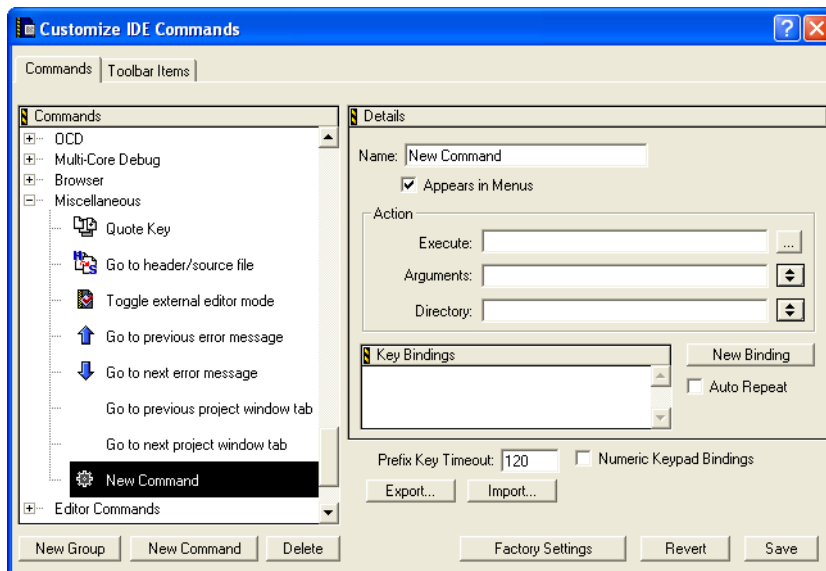 Customize IDE Commands
Commands
Toolbar Items
Commands
OCD
Multi-Core Debug
Browser
Miscellaneous
Quote Key
Go to header/source file
Toggle external editor mode
Go to previous error message
Go to next error message
Go to previous project window tab
Go to next project window tab
New Command
Editor Commands
New Group
New Command
Delete
Details
Name: New Command
Appears in Menus
Action
Execute:
...
Arguments:
Directory:
Key Bindings
New Binding
Auto Repeat
Prefix Key Timeout: 120
Numeric Keypad Bindings
Export...
Import...
Factory Settings
Revert
Save